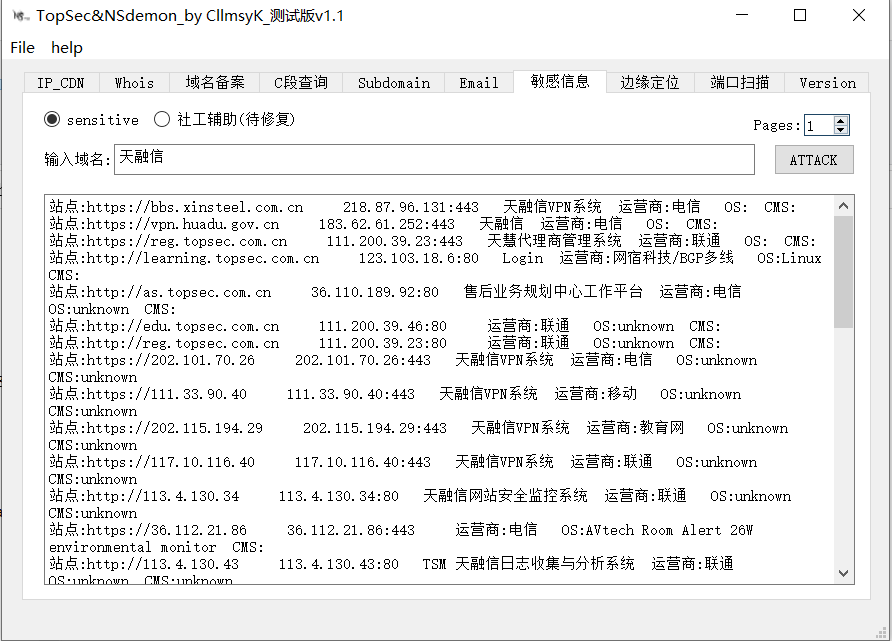 TopSec&NSdemon_by CllmsyK_测试版v1.1
File help
IP_CDN Whois 域名备案 C段查询 Subdomain Email 敏感信息 边缘定位 端口扫描 Version
sensitive 社工辅助(待修复)
Pages: 1
输入域名: 天融信 ATTACK
站点:https://bbs.xinsteel.com.cn 218.87.96.131:443 天融信VPN系统 运营商:电信 OS: CMS:
站点:https://vpn.huadu.gov.cn 183.62.61.252:443 天融信 运营商:电信 OS: CMS:
站点:https://reg.topsec.com.cn 111.200.39.23:443 天慧代理商管理系统 运营商:联通 OS: CMS:
站点:http://learning.topsec.com.cn 123.103.18.6:80 Login 运营商:网宿科技/BGP多线 OS:Linux
CMS:
站点:http://as.topsec.com.cn 36.110.189.92:80 售后业务规划中心工作平台 运营商:电信
OS:unknown CMS:
站点:http://edu.topsec.com.cn 111.200.39.46:80 运营商:联通 OS:unknown CMS:
站点:http://reg.topsec.com.cn 111.200.39.23:80 运营商:联通 OS:unknown CMS:
站点:https://202.101.70.26 202.101.70.26:443 天融信VPN系统 运营商:电信 OS:unknown
CMS:unknown
站点:https://111.33.90.40 111.33.90.40:443 天融信VPN系统 运营商:移动 OS:unknown
CMS:unknown
站点:https://202.115.194.29 202.115.194.29:443 天融信VPN系统 运营商:教育网 OS:unknown
CMS:unknown
站点:https://117.10.116.40 117.10.116.40:443 天融信VPN系统 运营商:联通 OS:unknown
CMS:unknown
站点:http://113.4.130.34 113.4.130.34:80 天融信网站安全监控系统 运营商:联通 OS:unknown
CMS:unknown
站点:https://36.112.21.86 36.112.21.86:443 运营商:电信 OS:AVtech Room Alert 26W
environmental monitor CMS:
站点:http://113.4.130.43 113.4.130.43:80 TSM 天融信日志收集与分析系统 运营商:联通
OS:unknown CMS:unknown